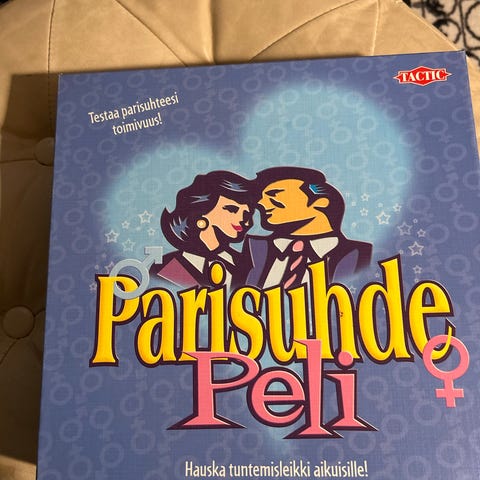 TACTIC
Testaa parisuhteesi
toimivuus!
Parisuhde
Peli
Hauska tuntemisleikki aikuisille!